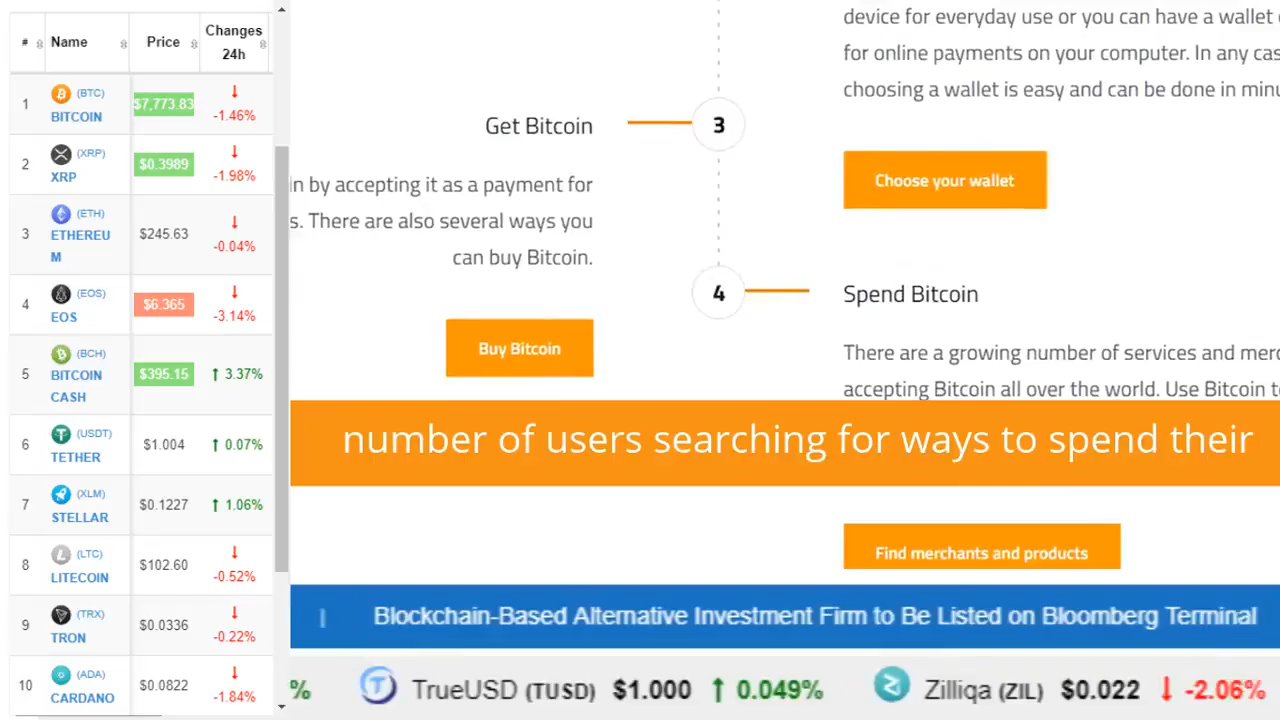 # Name Price Changes 24h
1 (BTC) BITCOIN $7,773.83 ↓ -1.46%
2 (XRP) XRP $0.3989 ↓ -1.98%
3 (ETH) ETHEREU M $245.63 ↓ -0.04%
4 (EOS) EOS $6.365 ↓ -3.14%
5 (BCH) BITCOIN CASH $395.15 ↑ 3.37%
6 (USDT) TETHER $1.004 ↑ 0.07%
7 (XLM) STELLAR $0.1227 ↑ 1.06%
8 (LTC) LITECOIN $102.60 ↓ -0.52%
9 (TRX) TRON $0.0336 ↓ -0.22%
10 (ADA) CARDANO $0.0822 ↓ -1.84%
device for everyday use or you can have a wallet
for online payments on your computer. In any cas
choosing a wallet is easy and can be done in minu
Choose your wallet
Get Bitcoin
3
in by accepting it as a payment for
s. There are also several ways you
can buy Bitcoin.
Buy Bitcoin
4
Spend Bitcoin
There are a growing number of services and merc
accepting Bitcoin all over the world. Use Bitcoin to
number of users searching for ways to spend their
Find merchants and products
| Blockchain-Based Alternative Investment Firm to Be Listed on Bloomberg Terminal
% TrueUSD (TUSD) $1.000 ↑ 0.049% Zilliqa (ZIL) $0.022 ↓ -2.06%